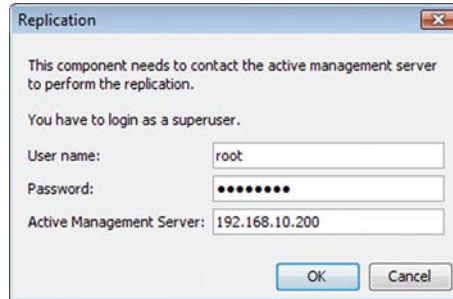 Replication
This component needs to contact the active management server
to perform the replication.
You have to login as a superuser.
User name: root
Password: ●●●●●●●●
Active Management Server: 192.168.10.200
OK Cancel